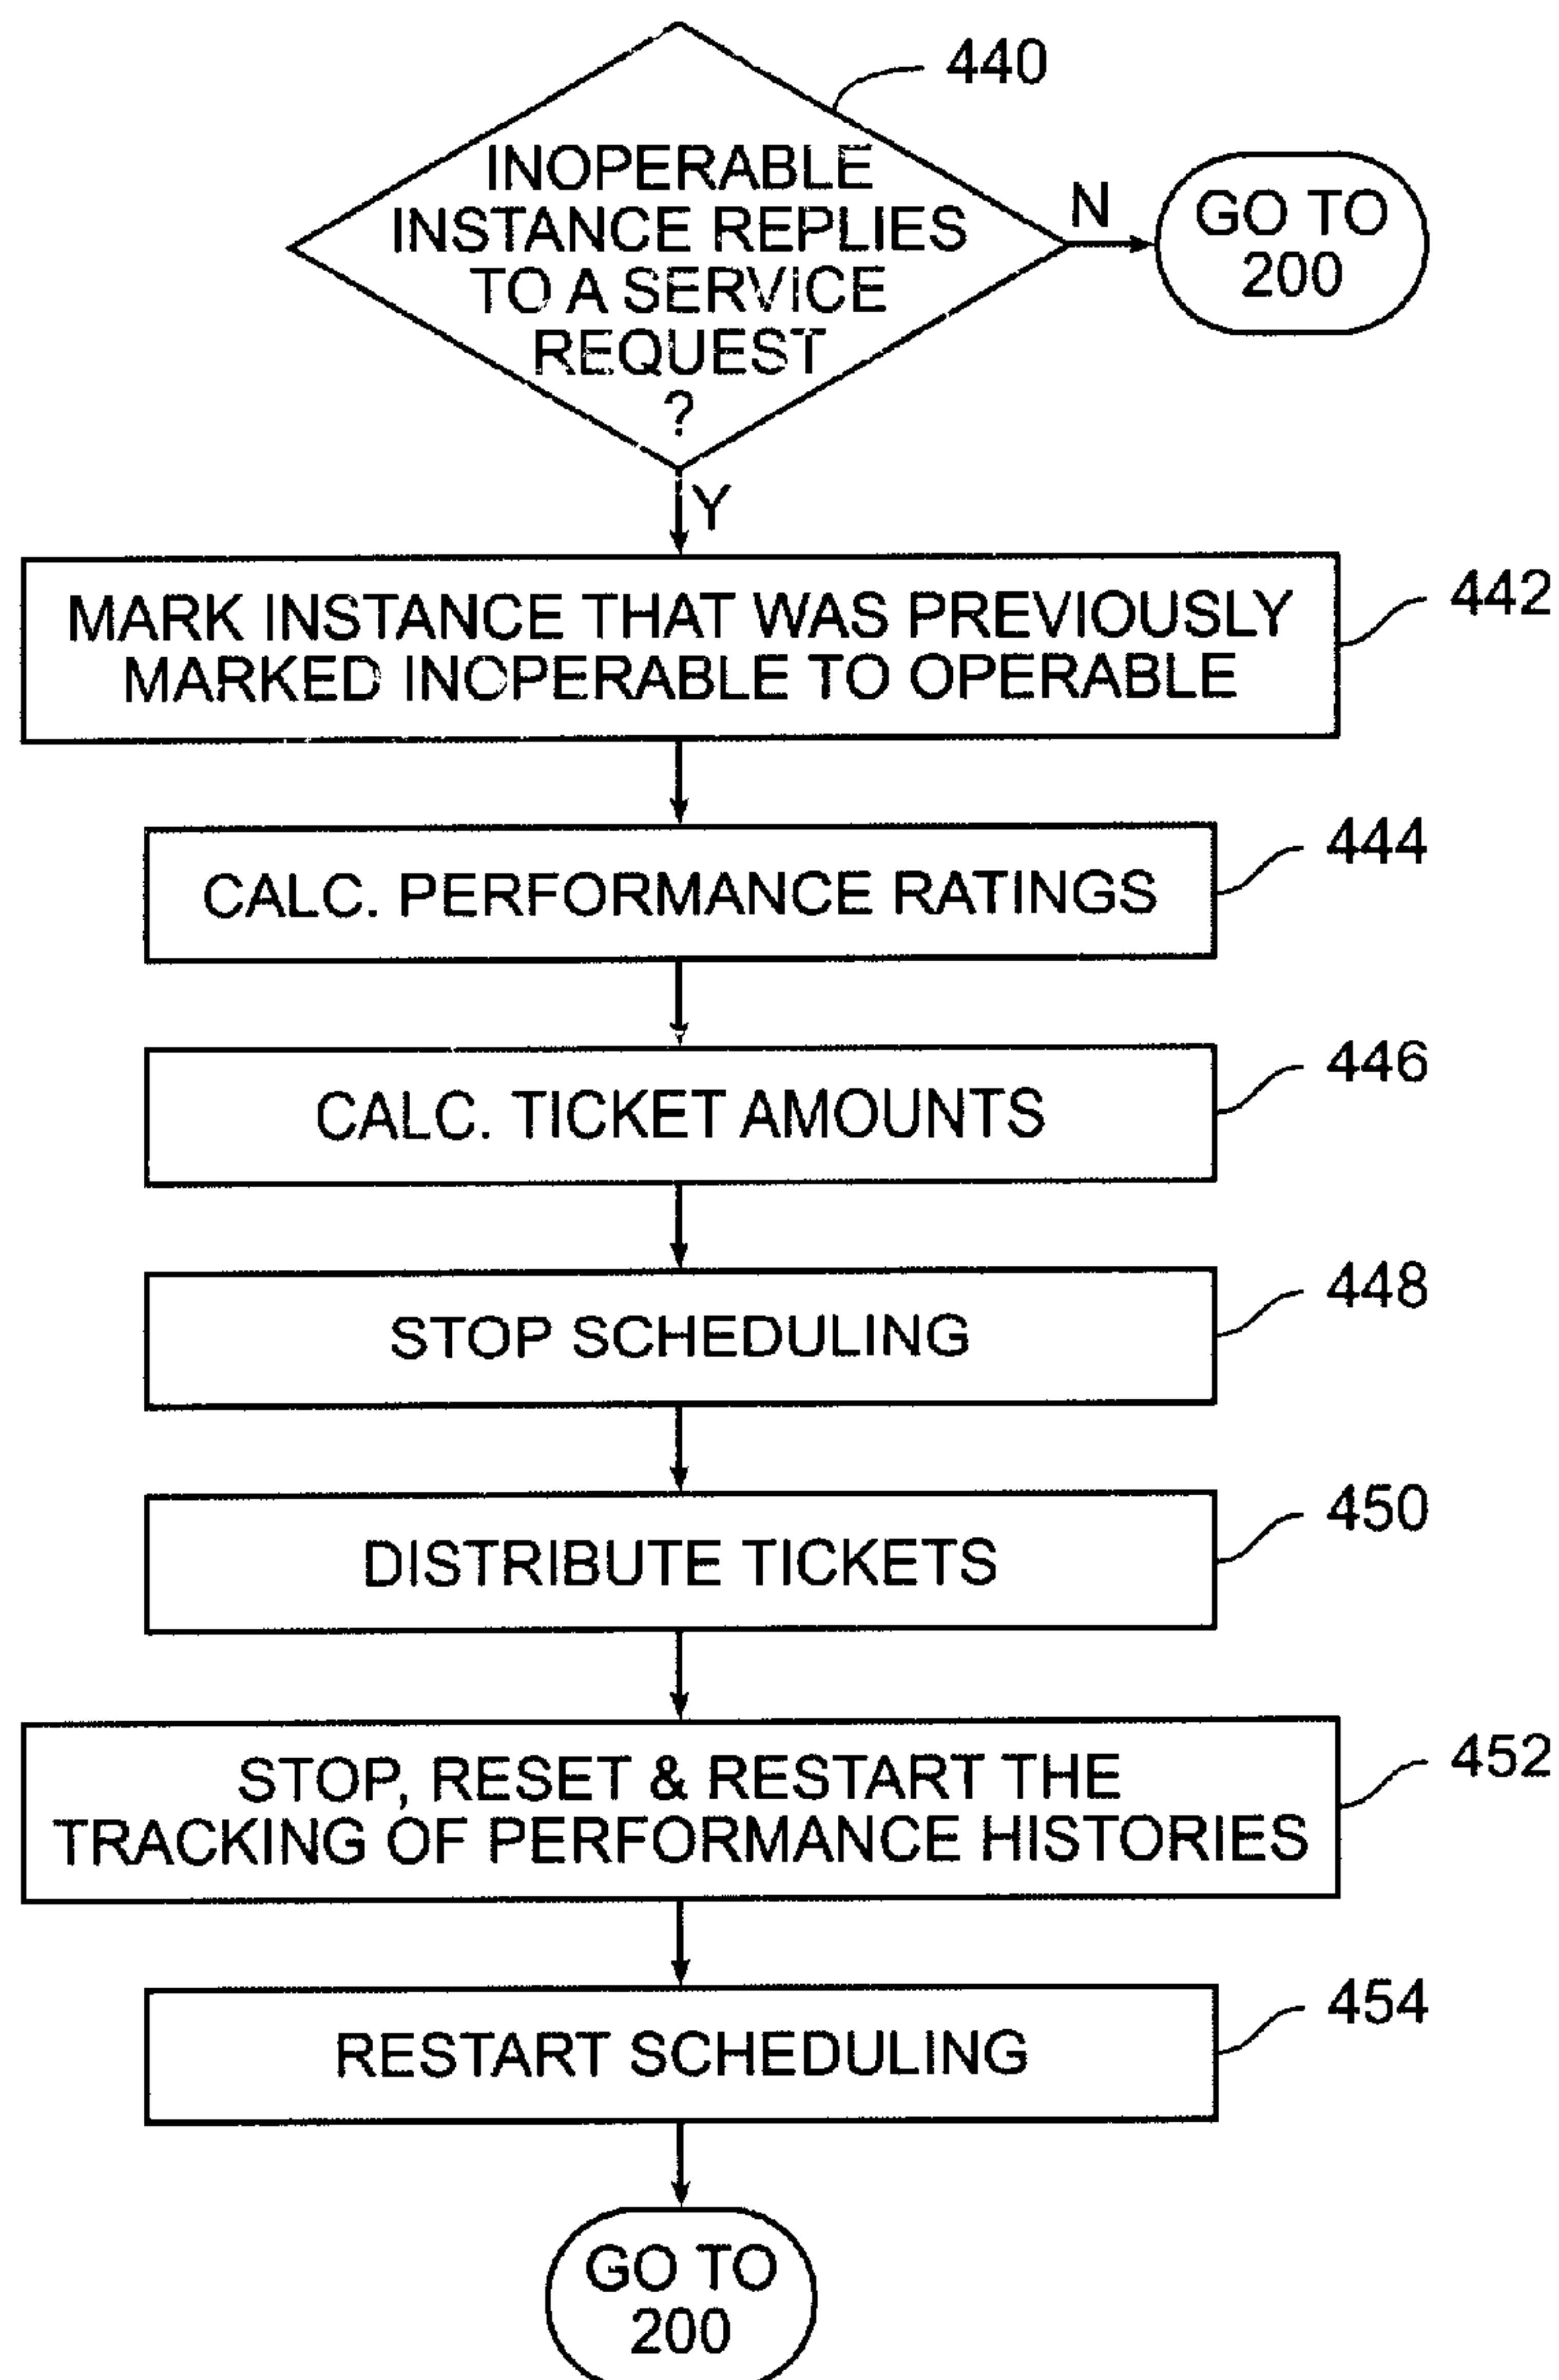 440
INOPERABLE
INSTANCE REPLIES
TO A SERVICE
REQUEST
?
N
GO TO
200
Y
MARK INSTANCE THAT WAS PREVIOUSLY
MARKED INOPERABLE TO OPERABLE
442
CALC. PERFORMANCE RATINGS
444
CALC. TICKET AMOUNTS
446
STOP SCHEDULING
448
DISTRIBUTE TICKETS
450
STOP, RESET & RESTART THE
TRACKING OF PERFORMANCE HISTORIES
452
RESTART SCHEDULING
454
GO TO
200